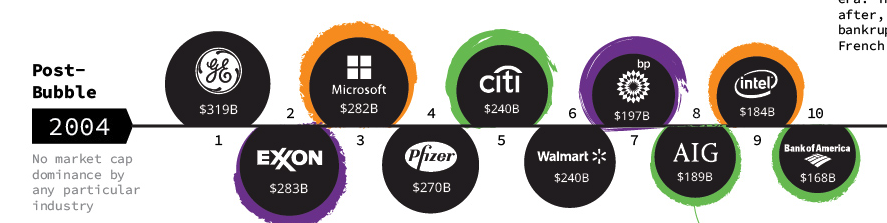 era.
after,
bankrup
French
Post-
Bubble
2004
No market cap
dominance by
any particular
industry
GE
$319B
1
2
EXXON
$283B
Microsoft
$282B
3
4
Pfizer
$270B
citi
$240B
5
6
Walmart
$240B
bp
$197B
7
8
AIG
$189B
intel
$184B
9
10
Bank of America
$168B